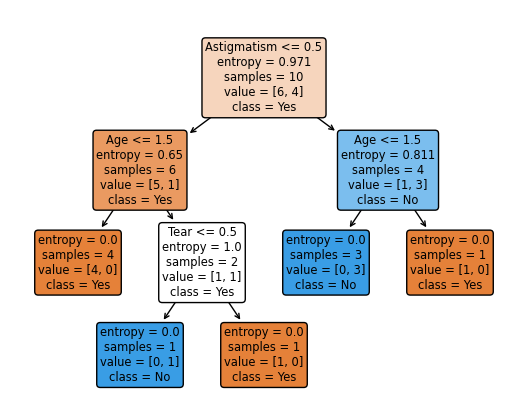 Astigmatism <= 0.5
entropy = 0.971
samples = 10
value = [6, 4]
class = Yes
Age <= 1.5
entropy = 0.65
samples = 6
value = [5, 1]
class = Yes
Age <= 1.5
entropy = 0.811
samples = 4
value = [1, 3]
class = No
entropy = 0.0
samples = 4
value = [4, 0]
class = Yes
Tear <= 0.5
entropy = 1.0
samples = 2
value = [1, 1]
class = Yes
entropy = 0.0
samples = 3
value = [0, 3]
class = No
entropy = 0.0
samples = 1
value = [1, 0]
class = Yes
entropy = 0.0
samples = 1
value = [0, 1]
class = No
entropy = 0.0
samples = 1
value = [1, 0]
class = Yes